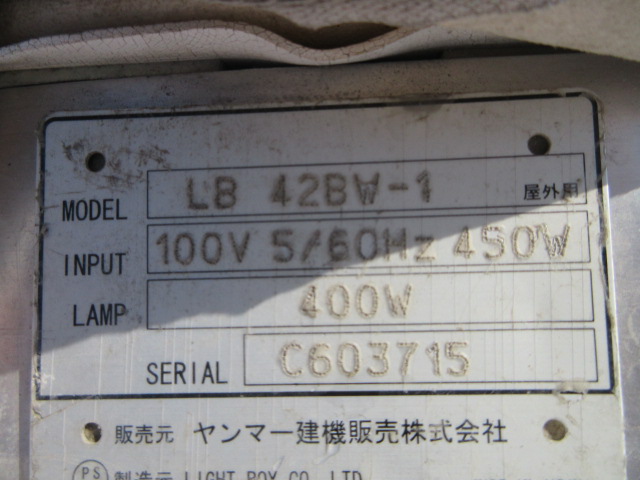 MODEL LB 42BW-1 屋外用
INPUT 100V 5/60Hz 450W
LAMP 400W
SERIAL C603715
販売元 ヤンマー建機販売株式会社
PS 製造元 LIGHT BOY CO., LTD.